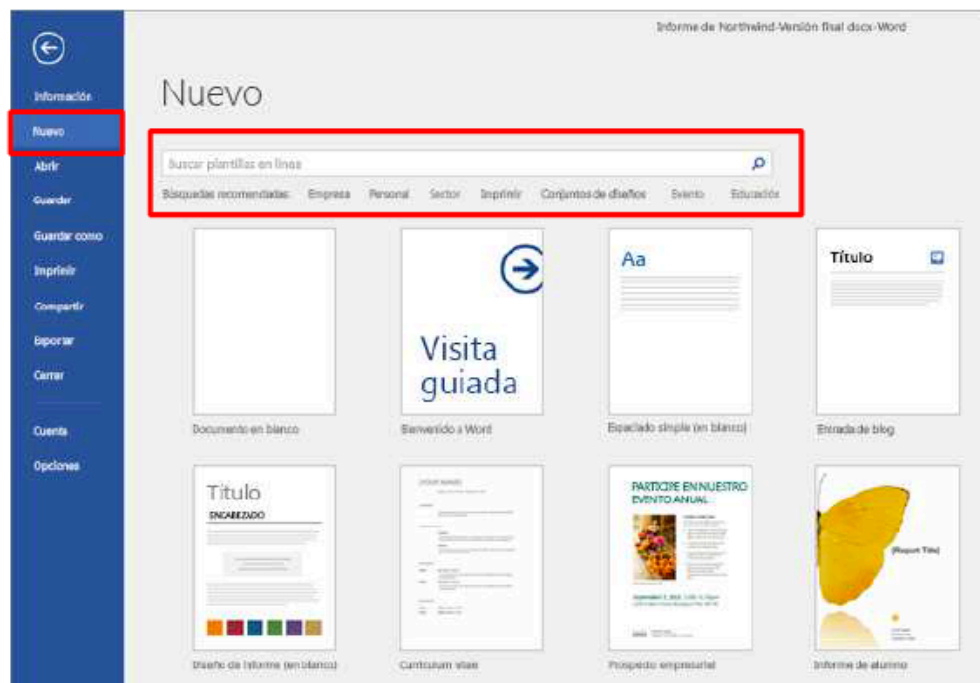 Informe de Northwind-Versión final docx-Word
Información
Nuevo
Abrir
Guardar
Guardar como
Imprimir
Compartir
Exportar
Cerrar
Cuenta
Opciones
Nuevo
Buscar plantillas en línea
Búsquedas recomendadas: Empresa Personal Sector Imprimir Conjuntos de diseños Evento Educación
Visita
guiada
Aa
Título
Documento en blanco
Bienvenido a Word
Espaciado simple (en blanco)
Entrada de blog
Título
ENCABEZADO
PARTICIPE EN NUESTRO
EVENTO ANUAL
[Report Title]
Diseño de informe (en blanco)
Curriculum vitae
Prospecto empresarial
Informe de alumno